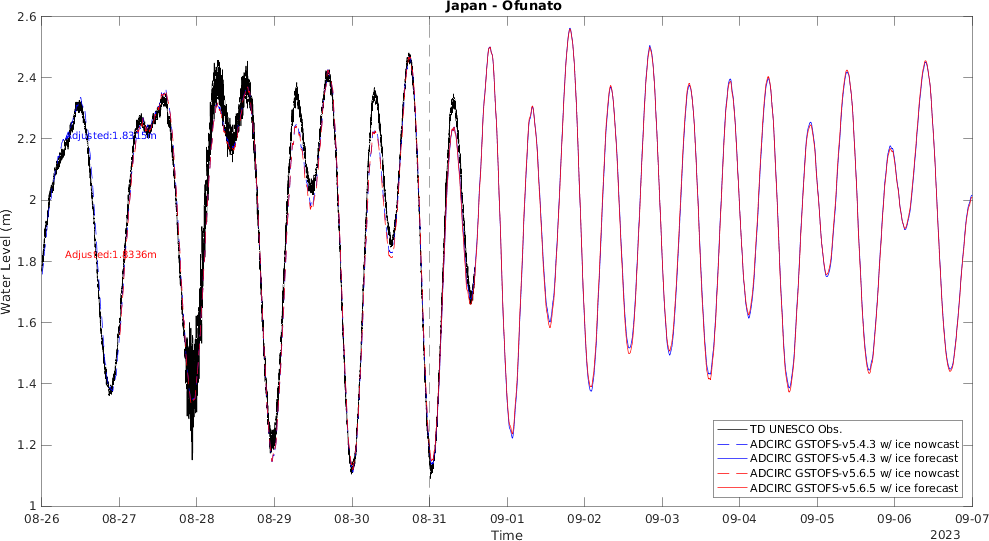 Japan - Ofunato
2.6
2.4
2.2
2
1.8
1.6
1.4
1.2
1
Water Level (m)
Adjusted:1.8315m
Adjusted:1.8336m
TD UNESCO Obs.
ADCIRC GSTOFS-v5.4.3 w/ ice nowcast
ADCIRC GSTOFS-v5.4.3 w/ ice forecast
ADCIRC GSTOFS-v5.6.5 w/ ice nowcast
ADCIRC GSTOFS-v5.6.5 w/ ice forecast
08-26 08-27 08-28 08-29 08-30 08-31 09-01 09-02 09-03 09-04 09-05 09-06 09-07
Time
2023